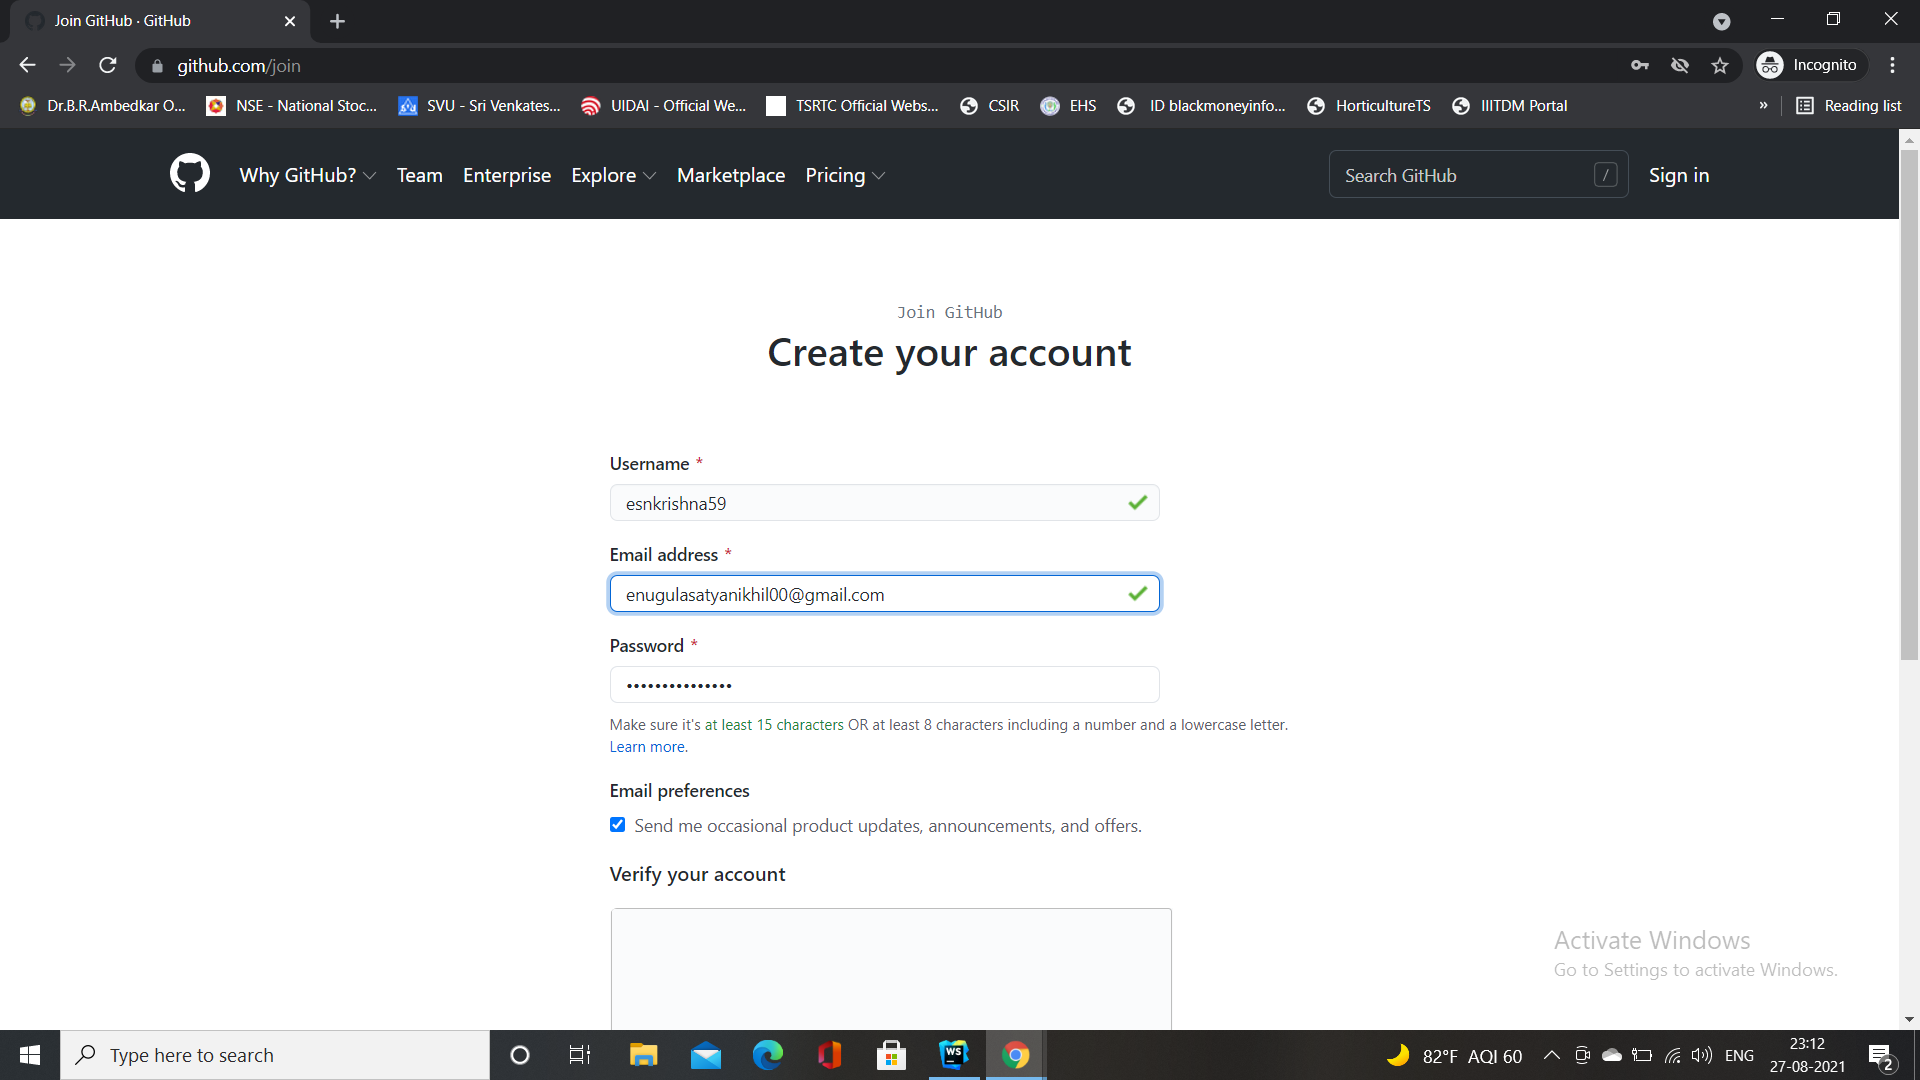 Join GitHub · GitHub
github.com/join
Incognito
Dr.B.R.Ambedkar O...
NSE - National Stoc...
SVU - Sri Venkates...
UIDAI - Official We...
TSRTC Official Webs...
CSIR
EHS
ID blackmoneyinfo...
HorticultureTS
IIITDM Portal
»
Reading list
Why GitHub?
Team
Enterprise
Explore
Marketplace
Pricing
Search GitHub
/
Sign in
Join GitHub
Create your account
Username *
esnkrishna59
Email address *
enugulasatyanikhil00@gmail.com
Password *
•••••••••••••••
Make sure it's at least 15 characters OR at least 8 characters including a number and a lowercase letter.
Learn more.
Email preferences
Send me occasional product updates, announcements, and offers.
Verify your account
Activate Windows
Go to Settings to activate Windows.
Type here to search
WS
82°F AQI 60
ENG
23:12
27-08-2021
2